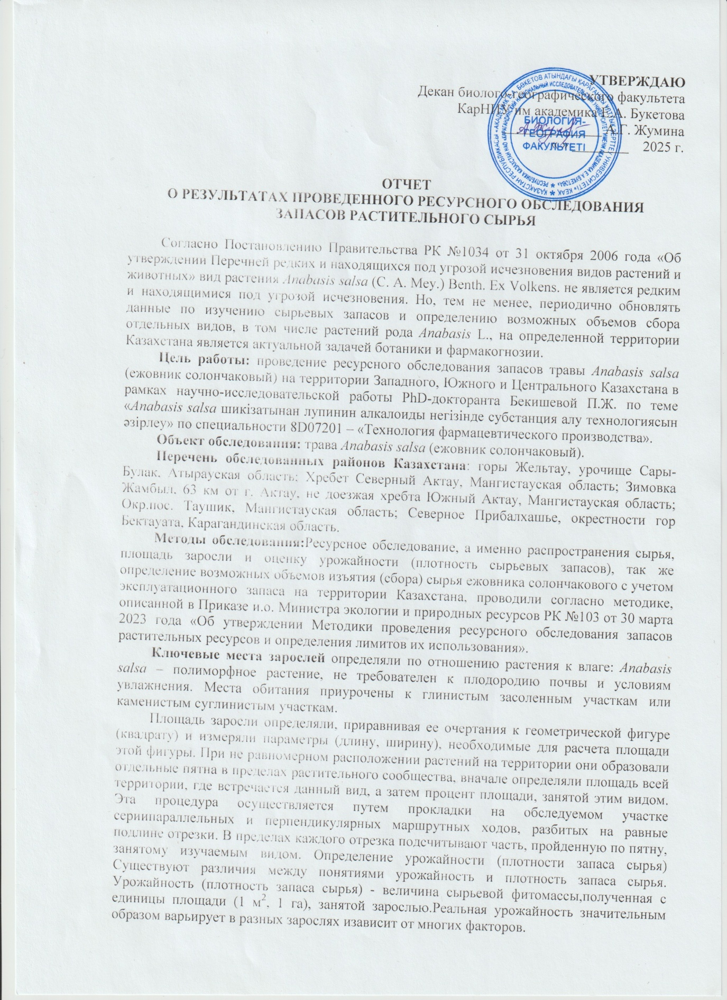 УТВЕРЖДАЮ
Декан биолого-географического факультета
КарНИУ им академика Е.А. Букетова
А.Г. Жумина
« » ________ 2025 г.
БИОЛОГИЯ-
ГЕОГРАФИЯ
ФАКУЛЬТЕТІ
ОТЧЕТ
О РЕЗУЛЬТАТАХ ПРОВЕДЕННОГО РЕСУРСНОГО ОБСЛЕДОВАНИЯ
ЗАПАСОВ РАСТИТЕЛЬНОГО СЫРЬЯ
Согласно Постановлению Правительства РК №1034 от 31 октября 2006 года «Об
утверждении Перечней редких и находящихся под угрозой исчезновения видов растений и
животных» вид растения Anabasis salsa (C. A. Mey.) Benth. Ex Volkens. не является редким
и находящимися под угрозой исчезновения. Но, тем не менее, периодично обновлять
данные по изучению сырьевых запасов и определению возможных объемов сбора
отдельных видов, в том числе растений рода Anabasis L., на определенной территории
Казахстана является актуальной задачей ботаники и фармакогнозии.
Цель работы: проведение ресурсного обследования запасов травы Anabasis salsa
(ежовник солончаковый) на территории Западного, Южного и Центрального Казахстана в
рамках научно-исследовательской работы PhD-докторанта Бекишевой П.Ж. по теме
«Anabasis salsa шикізатынан лупинин алкалоиды негізінде субстанция алу технологиясын
әзірлеу» по специальности 8D07201 – «Технология фармацевтического производства».
Объект обследования: трава Anabasis salsa (ежовник солончаковый).
Перечень обследованных районов Казахстана: горы Жельтау, урочище Сары-
Булак, Атырауская область; Хребет Северный Актау, Мангистауская область; Зимовка
Жамбыл, 63 км от г. Актау, не доезжая хребта Южный Актау, Мангистауская область;
Окр.пос. Таушик, Мангистауская область; Северное Прибалхашье, окрестности гор
Бектауата, Карагандинская область.
Методы обследования:Ресурсное обследование, а именно распространения сырья,
площадь заросли и оценку урожайности (плотность сырьевых запасов), так же
определение возможных объемов изъятия (сбора) сырья ежовника солончакового с учетом
эксплуатационного запаса на территории Казахстана, проводили согласно методике,
описанной в Приказе и.о. Министра экологии и природных ресурсов РК №103 от 30 марта
2023 года «Об утверждении Методики проведения ресурсного обследования запасов
растительных ресурсов и определения лимитов их использования».
Ключевые места зарослей определяли по отношению растения к влаге: Anabasis
salsa – полиморфное растение, не требователен к плодородию почвы и условиям
увлажнения. Места обитания приурочены к глинистым засоленным участкам или
каменистым суглинистым участкам.
Площадь заросли определяли, приравнивая ее очертания к геометрической фигуре
(квадрату) и измеряли параметры (длину, ширину), необходимые для расчета площади
этой фигуры. При не равномерном расположении растений на территории они образовали
отдельные пятна в пределах растительного сообщества, вначале определяли площадь всей
территории, где встречается данный вид, а затем процент площади, занятой этим видом.
Эта процедура осуществляется путем прокладки на обследуемом участке
сериипараллельных и перпендикулярных маршрутных ходов, разбитых на равные
подлине отрезки. В пределах каждого отрезка подсчитывают часть, пройденную по пятну,
занятому изучаемым видом. Определение урожайности (плотности запаса сырья)
Существуют различия между понятиями урожайность и плотность запаса сырья.
Урожайность (плотность запаса сырья) - величина сырьевой фитомассы,полученная с
единицы площади (1 м², 1 га), занятой зарослью.Реальная урожайность значительным
образом варьирует в разных зарослях изависит от многих факторов.